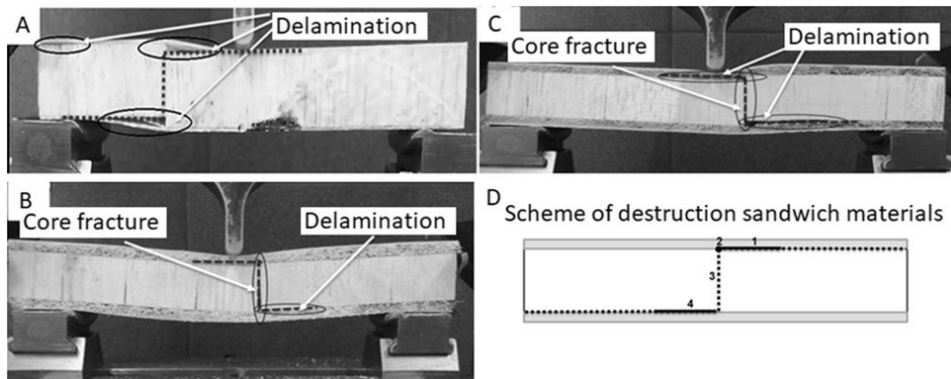 A
Delamination
C
Core fracture
Delamination
B
Core fracture
Delamination
D
Scheme of destruction sandwich materials
2
1
3
4